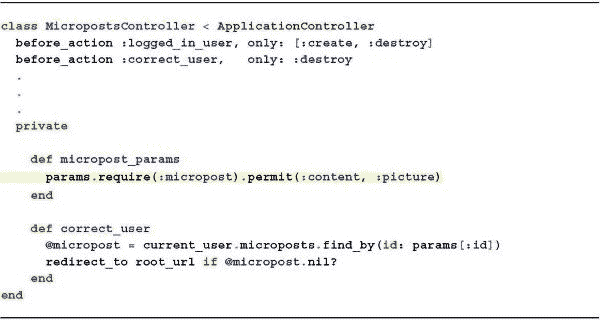 class MicropostsController < ApplicationController
  before_action :logged_in_user, only: [:create, :destroy]
  before_action :correct_user,   only: :destroy
  .
  .
  .
  private

    def micropost_params
      params.require(:micropost).permit(:content, :picture)
    end

    def correct_user
      @micropost = current_user.microposts.find_by(id: params[:id])
      redirect_to root_url if @micropost.nil?
    end
end